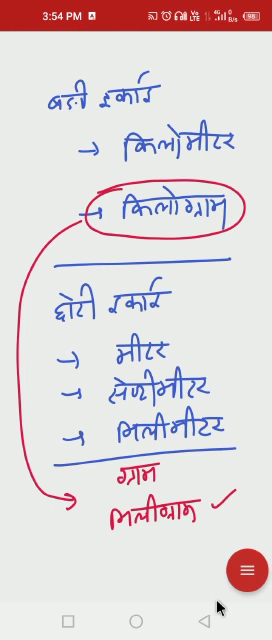 3:54 PM
बड़ी इकाई
→ किलोमीटर
→ किलोग्राम
छोटी इकाई
→ मीटर
→ सेण्टीमीटर
→ मिलीमीटर
ग्राम
मिलीग्राम ✓